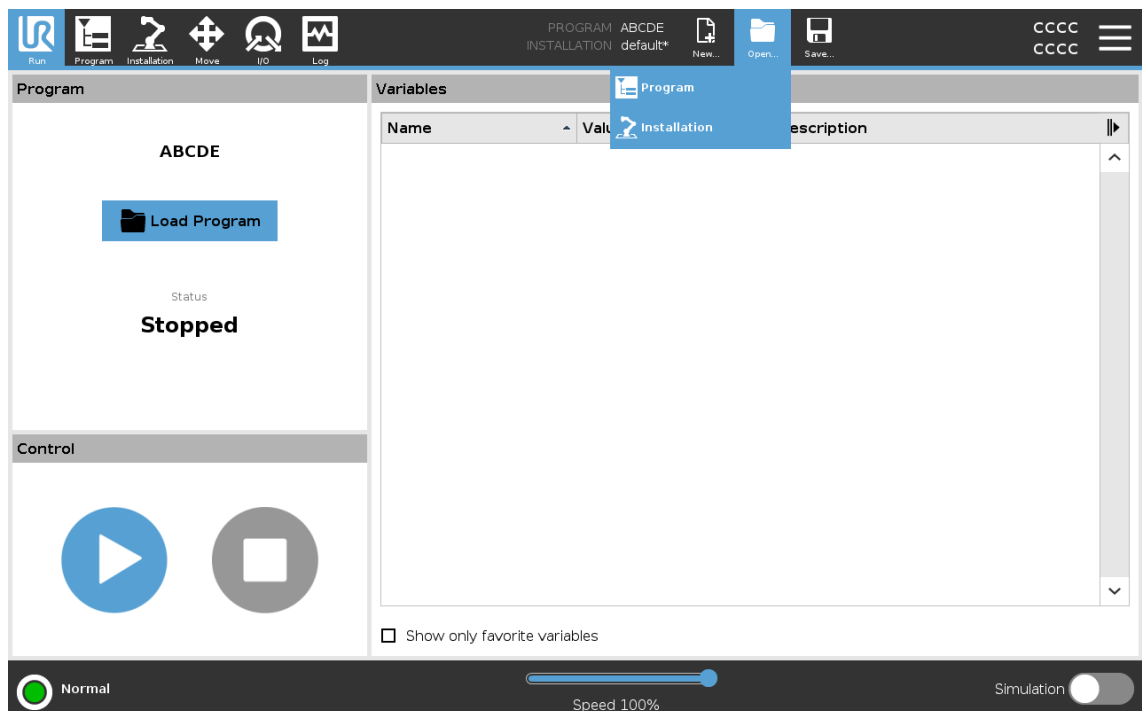 PROGRAM ABCDE
INSTALLATION default*
CCCC
CCCC
Run Program Installation Move I/O Log New... Open... Save...
Program
Installation
Program
ABCDE
Load Program
Status
Stopped
Control
Variables
Name Valu escription
Show only favorite variables
Normal
Speed 100%
Simulation